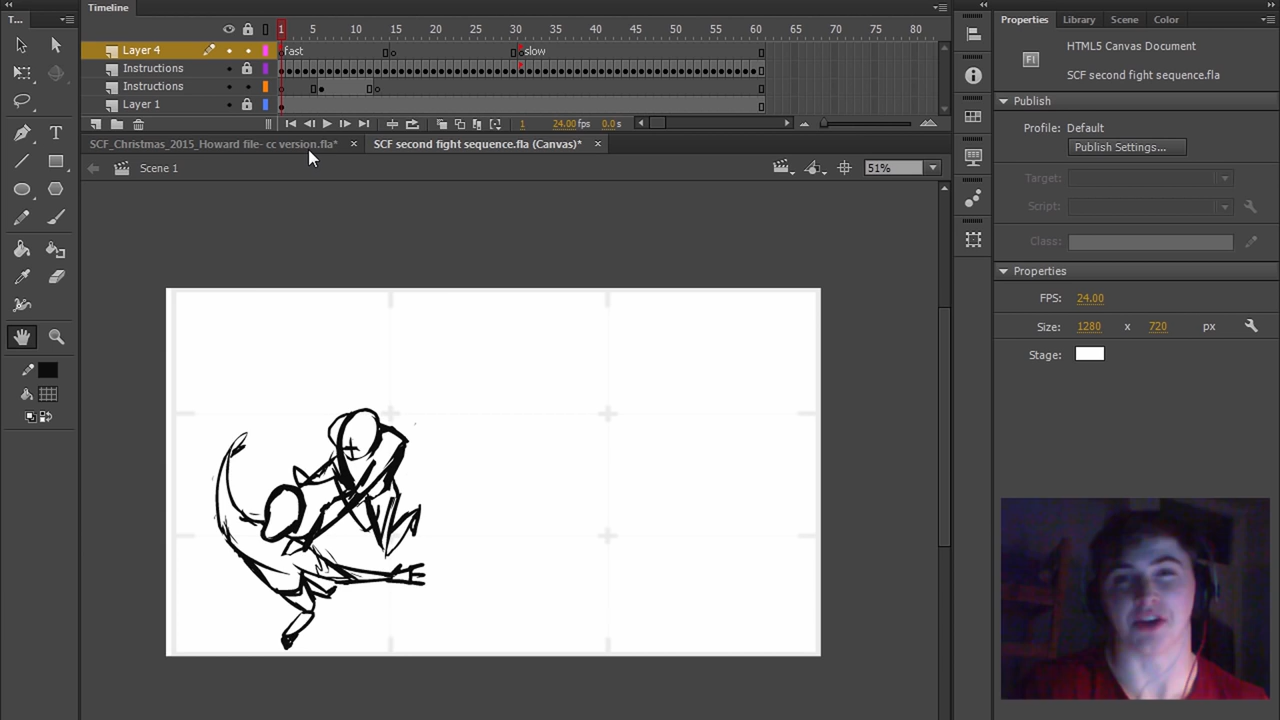 Timeline
T...
1 5 10 15 20 25 30 35 40 45 50 55 60 65 70 75 80
Layer 4
fast
slow
Instructions
Instructions
Layer 1
1 24.00 fps 0.0 s
SCF_Christmas_2015_Howard file- cc version.fla*
SCF second fight sequence.fla (Canvas)*
Scene 1
51%
Properties Library Scene Color
HTML5 Canvas Document
Fl
SCF second fight sequence.fla
Publish
Profile: Default
Publish Settings...
Target:
Script:
Class:
Properties
FPS: 24.00
Size: 1280 x 720 px
Stage: